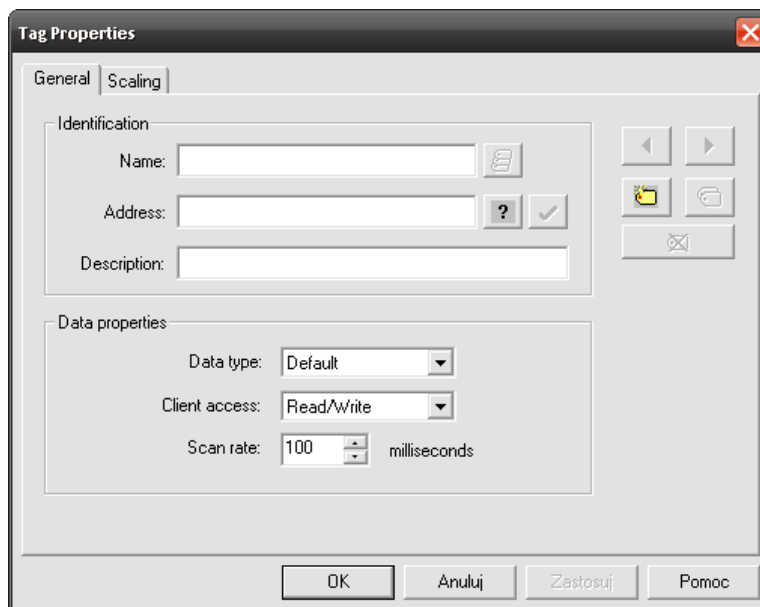 Tag Properties
General Scaling
Identification
Name:
Address: ?
Description:
Data properties
Data type: Default
Client access: Read/Write
Scan rate: 100 milliseconds
OK Anuluj Zastosuj Pomoc